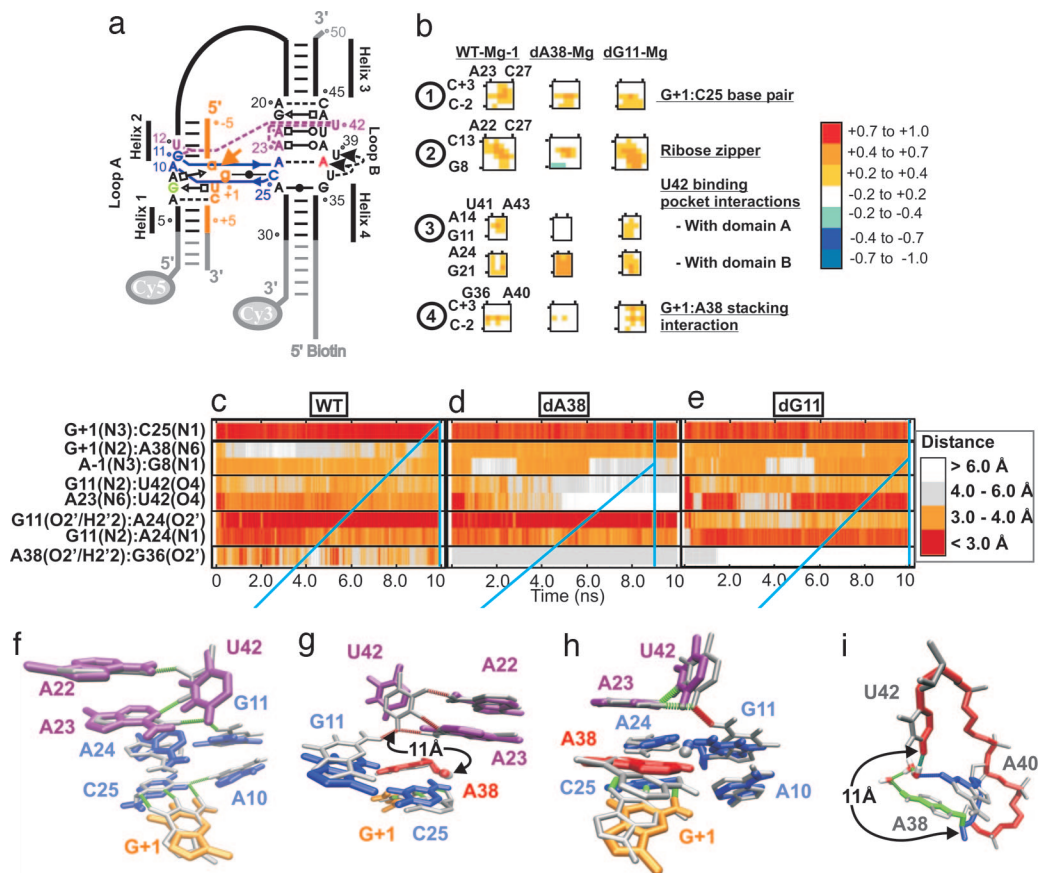 a
3'
50
Helix 3
45
20
A
C
G
A
5'
-5
Helix 2
12
U
11
G
10
A
A
G
A
Loop A
Helix 1
5
a
g
u
C
+1
+5
5'
3'
Cy5
A
A
U
42
23
A
U
39
U
A
A
Loop B
C
25
U
A
G
35
30
Helix 4
3'
Cy3
5' Biotin
b
WT-Mg-1 dA38-Mg dG11-Mg
A23 C27
1 C+3
C-2
G+1:C25 base pair
A22 C27
2 C13
G8
Ribose zipper
U42 binding
pocket interactions
U41 A43
3 A14
G11
- With domain A
A24
G21
- With domain B
G36 A40
4 C+3
C-2
G+1:A38 stacking
interaction
+0.7 to +1.0
+0.4 to +0.7
+0.2 to +0.4
-0.2 to +0.2
-0.2 to -0.4
-0.4 to -0.7
-0.7 to -1.0
c WT d dA38 e dG11
G+1(N3):C25(N1)
G+1(N2):A38(N6)
A-1(N3):G8(N1)
G11(N2):U42(O4)
A23(N6):U42(O4)
G11(O2'/H2'2):A24(O2')
G11(N2):A24(N1)
A38(O2'/H2'2):G36(O2')
0.0 2.0 4.0 6.0 8.0 10 2.0 4.0 6.0 8.0 10 2.0 4.0 6.0 8.0 10
Time (ns)
Distance
> 6.0 Å
4.0 - 6.0 Å
3.0 - 4.0 Å
< 3.0 Å
f
U42
A22
G11
A23
A24
C25
A10
G+1
g
U42
A22
G11
11Å
A23
A38
G+1
C25
h
U42
A23
A24
G11
A38
C25
A10
G+1
i
U42
A40
11Å
A38